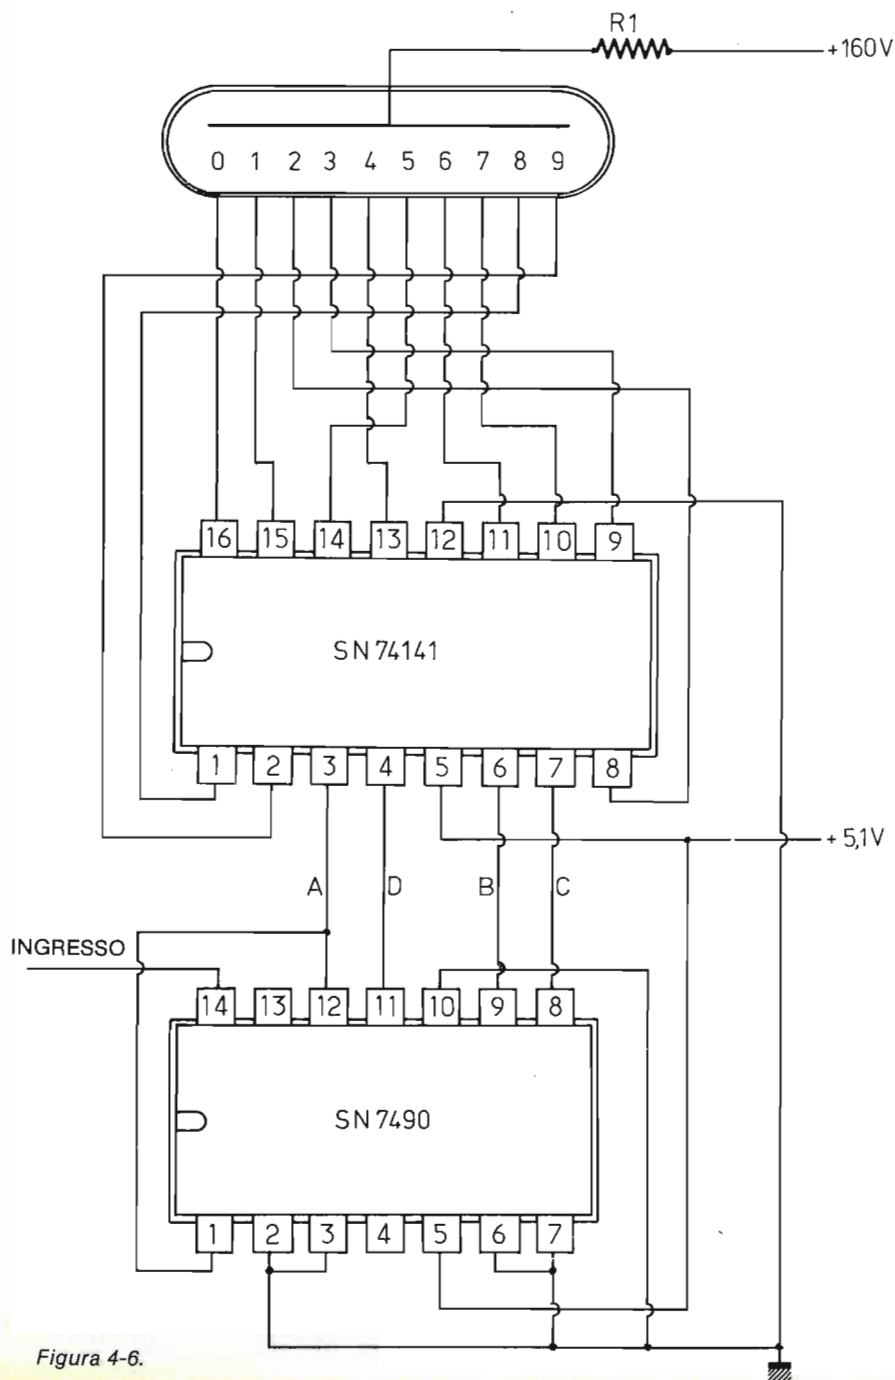 R1
+160V
0 1 2 3 4 5 6 7 8 9
16 15 14 13 12 11 10 9
SN 74141
1 2 3 4 5 6 7 8
+ 5,1V
A D B C
INGRESSO
14 13 12 11 10 9 8
SN 7490
1 2 3 4 5 6 7
Figura 4-6.